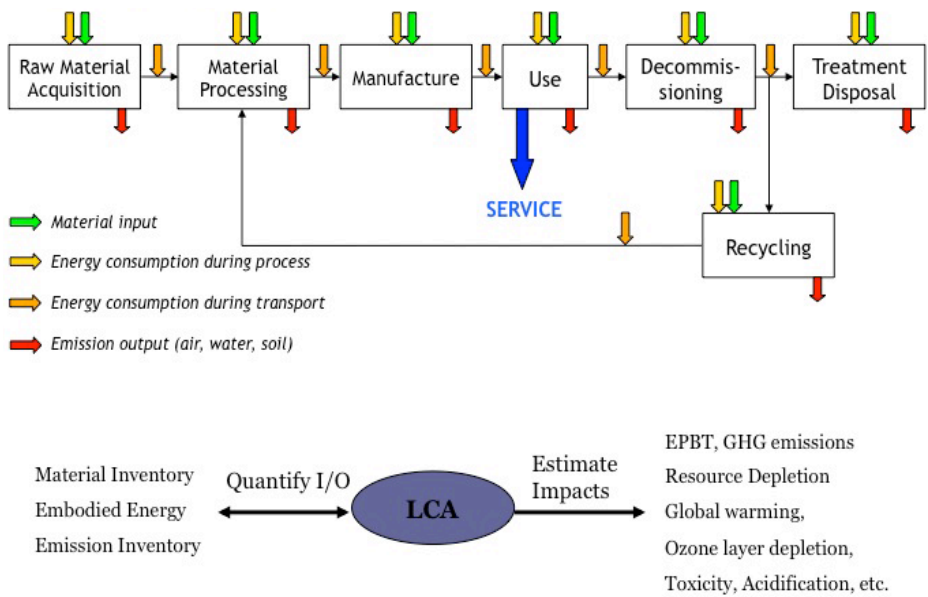 Raw Material
Acquisition
Material
Processing
Manufacture
Use
Decommis-
sioning
Treatment
Disposal
SERVICE
Recycling
Material input
Energy consumption during process
Energy consumption during transport
Emission output (air, water, soil)
Material Inventory
Embodied Energy
Emission Inventory
Quantify I/O
LCA
Estimate
Impacts
EPBT, GHG emissions
Resource Depletion
Global warming,
Ozone layer depletion,
Toxicity, Acidification, etc.